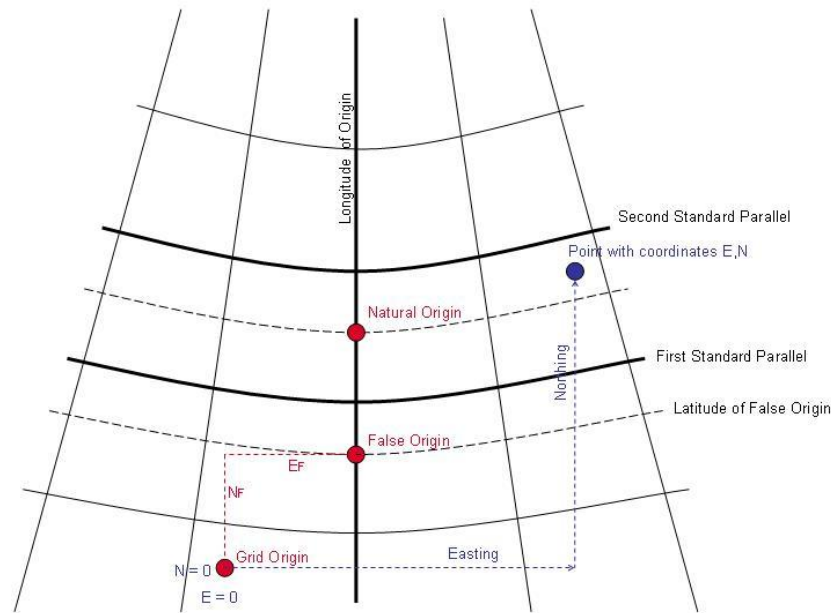 Longitude of Origin
Second Standard Parallel
Point with coordinates E,N
Natural Origin
Northing
First Standard Parallel
Latitude of False Origin
False Origin
EF
NF
Grid Origin
Easting
N = 0
E = 0